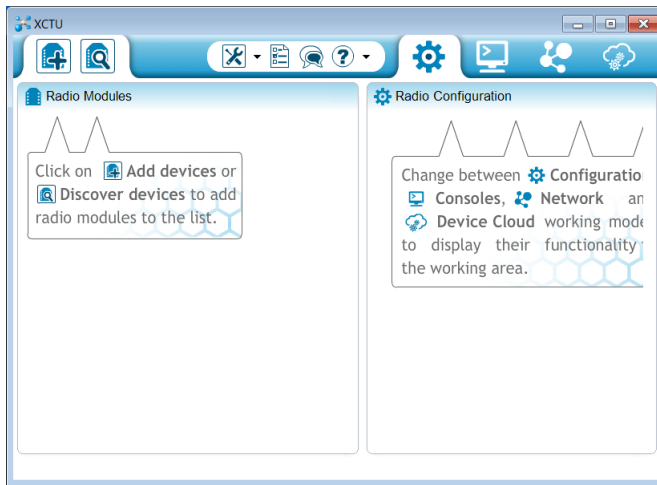 XCTU
Radio Modules
Click on Add devices or
Discover devices to add
radio modules to the list.
Radio Configuration
Change between Configuratio
Consoles, Network an
Device Cloud working mode
to display their functionality
the working area.